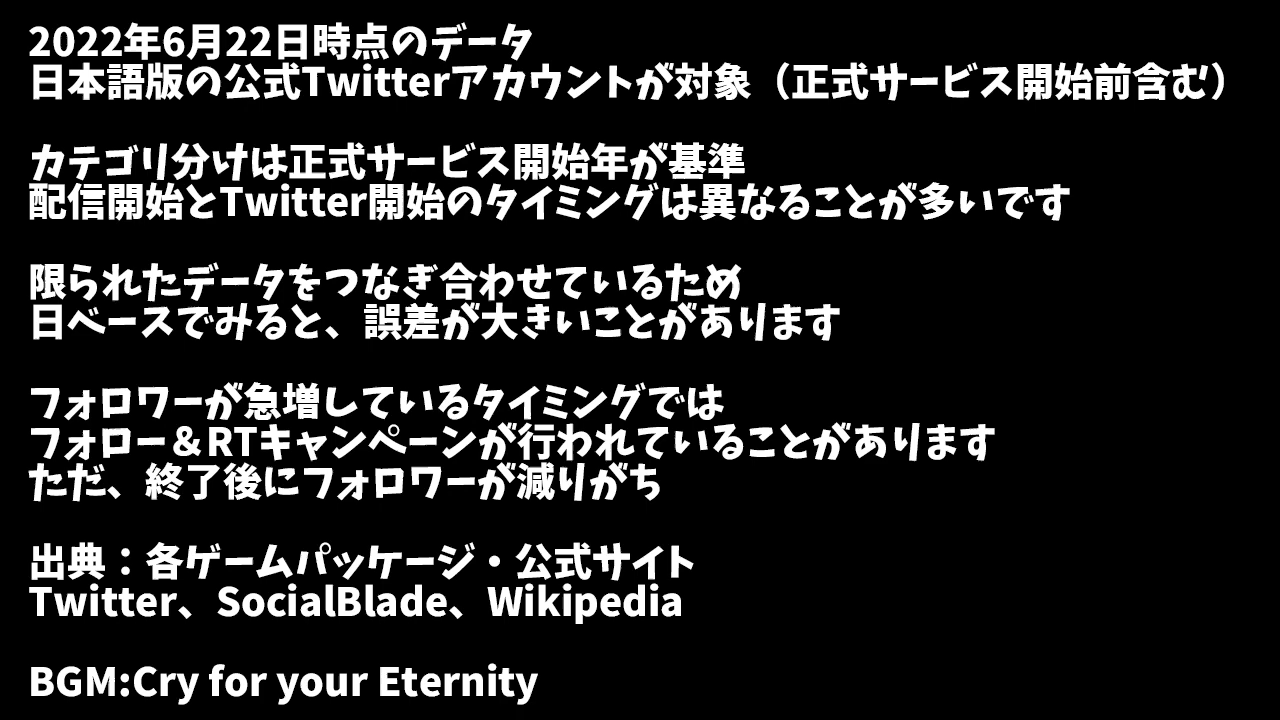 2022年6月22日時点のデータ
日本語版の公式Twitterアカウントが対象（正式サービス開始前含む）
カテゴリ分けは正式サービス開始年が基準
配信開始とTwitter開始のタイミングは異なることが多いです
限られたデータをつなぎ合わせているため
日ベースでみると、誤差が大きいことがあります
フォロワーが急増しているタイミングでは
フォロー＆RTキャンペーンが行われていることがあります
ただ、終了後にフォロワーが減りがち
出典：各ゲームパッケージ・公式サイト
Twitter、SocialBlade、Wikipedia
BGM:Cry for your Eternity